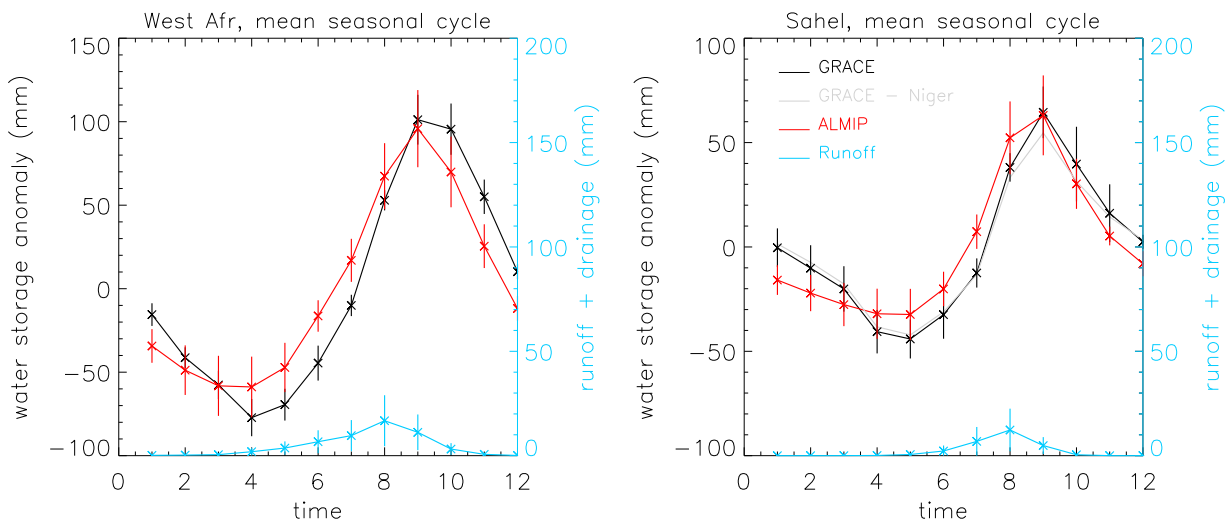 West Afr, mean seasonal cycle
water storage anomaly (mm)
150
100
50
0
−50
−100
200
150
100
50
0
runoff + drainage (mm)
0 2 4 6 8 10 12
time
Sahel, mean seasonal cycle
water storage anomaly (mm)
100
50
0
−50
−100
GRACE
GRACE − Niger
ALMIP
Runoff
200
150
100
50
0
runoff + drainage (mm)
0 2 4 6 8 10 12
time